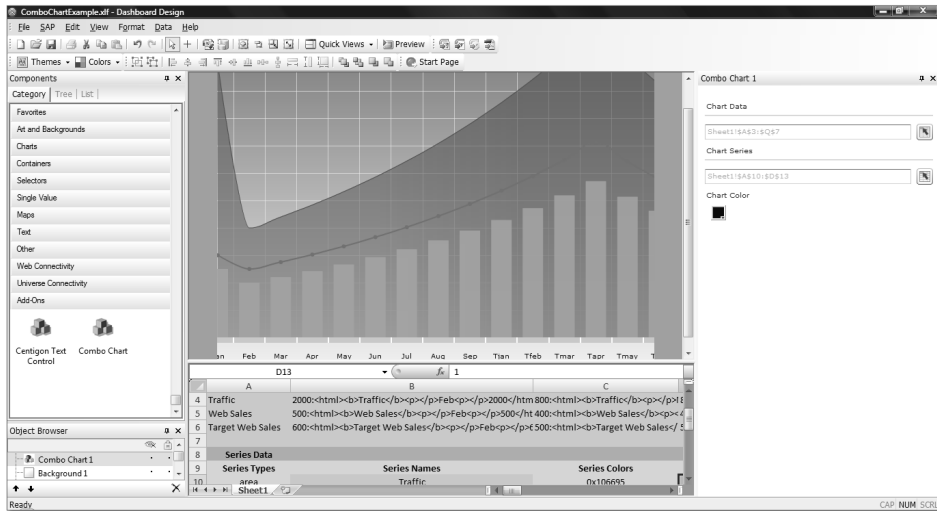 ComboChartExample.xlf - Dashboard Design
File SAP Edit View Format Data Help
Quick Views Preview
Themes Colors Start Page
Components
Category Tree List
Favorites
Art and Backgrounds
Charts
Containers
Selectors
Single Value
Maps
Text
Other
Web Connectivity
Universe Connectivity
Add-Ons
Centigon Text Control
Combo Chart
Object Browser
Combo Chart 1
Background 1
Ready
an Feb Mar Apr May Jun Jul Aug Sep Tjan Tfeb Tmar Tapr Tmay T
D13 fx 1
A B C
4 Traffic 2000:<html><b>Traffic</b><p></p>Feb<p></p>2000</htm 800:<html><b>Traffic</b><p></p>
5 Web Sales 500:<html><b>Web Sales</b><p></p>Feb<p></p>500</ht 400:<html><b>Web Sales</b><p>
6 Target Web Sales 600:<html><b>Target Web Sales</b><p></p>Feb<p></p>6 500:<html><b>Target Web Sales</
7
8 Series Data
9 Series Types Series Names Series Colors
10 area Traffic 0x106695
Sheet1
Combo Chart 1
Chart Data
Sheet1!$A$3:$Q$7
Chart Series
Sheet1!$A$10:$D$13
Chart Color
CAP NUM SCRL